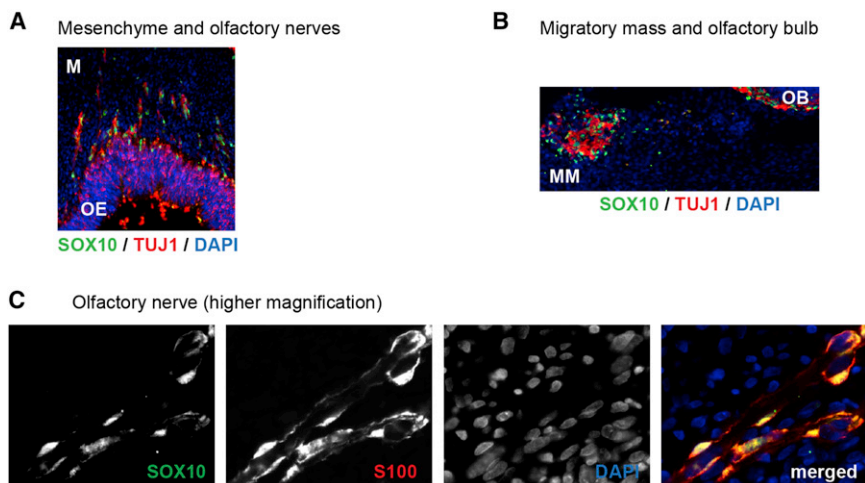 A Mesenchyme and olfactory nerves
M
OE
SOX10 / TUJ1 / DAPI
B Migratory mass and olfactory bulb
OB
MM
SOX10 / TUJ1 / DAPI
C Olfactory nerve (higher magnification)
SOX10
S100
DAPI
merged